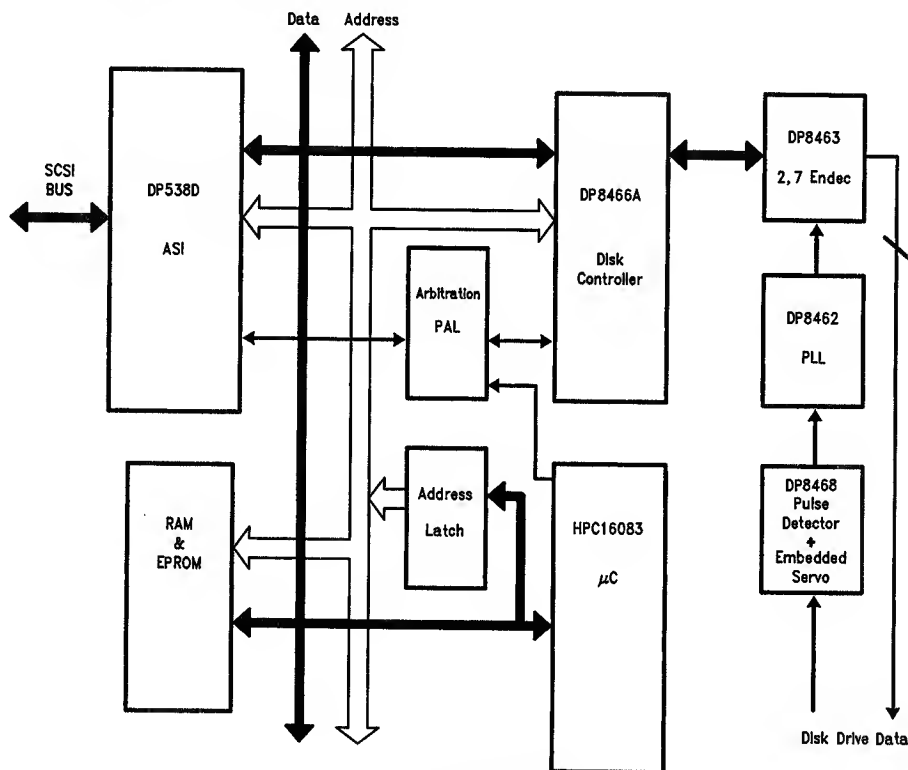 Data
Address
SCSI
BUS
DP538D
ASI
DP8466A
Disk
Controller
DP8463
2,7 Endec
Arbitration
PAL
DP8462
PLL
RAM
&
EPROM
Address
Latch
HPC16083
μC
DP8468
Pulse
Detector
+
Embedded
Servo
Disk Drive Data